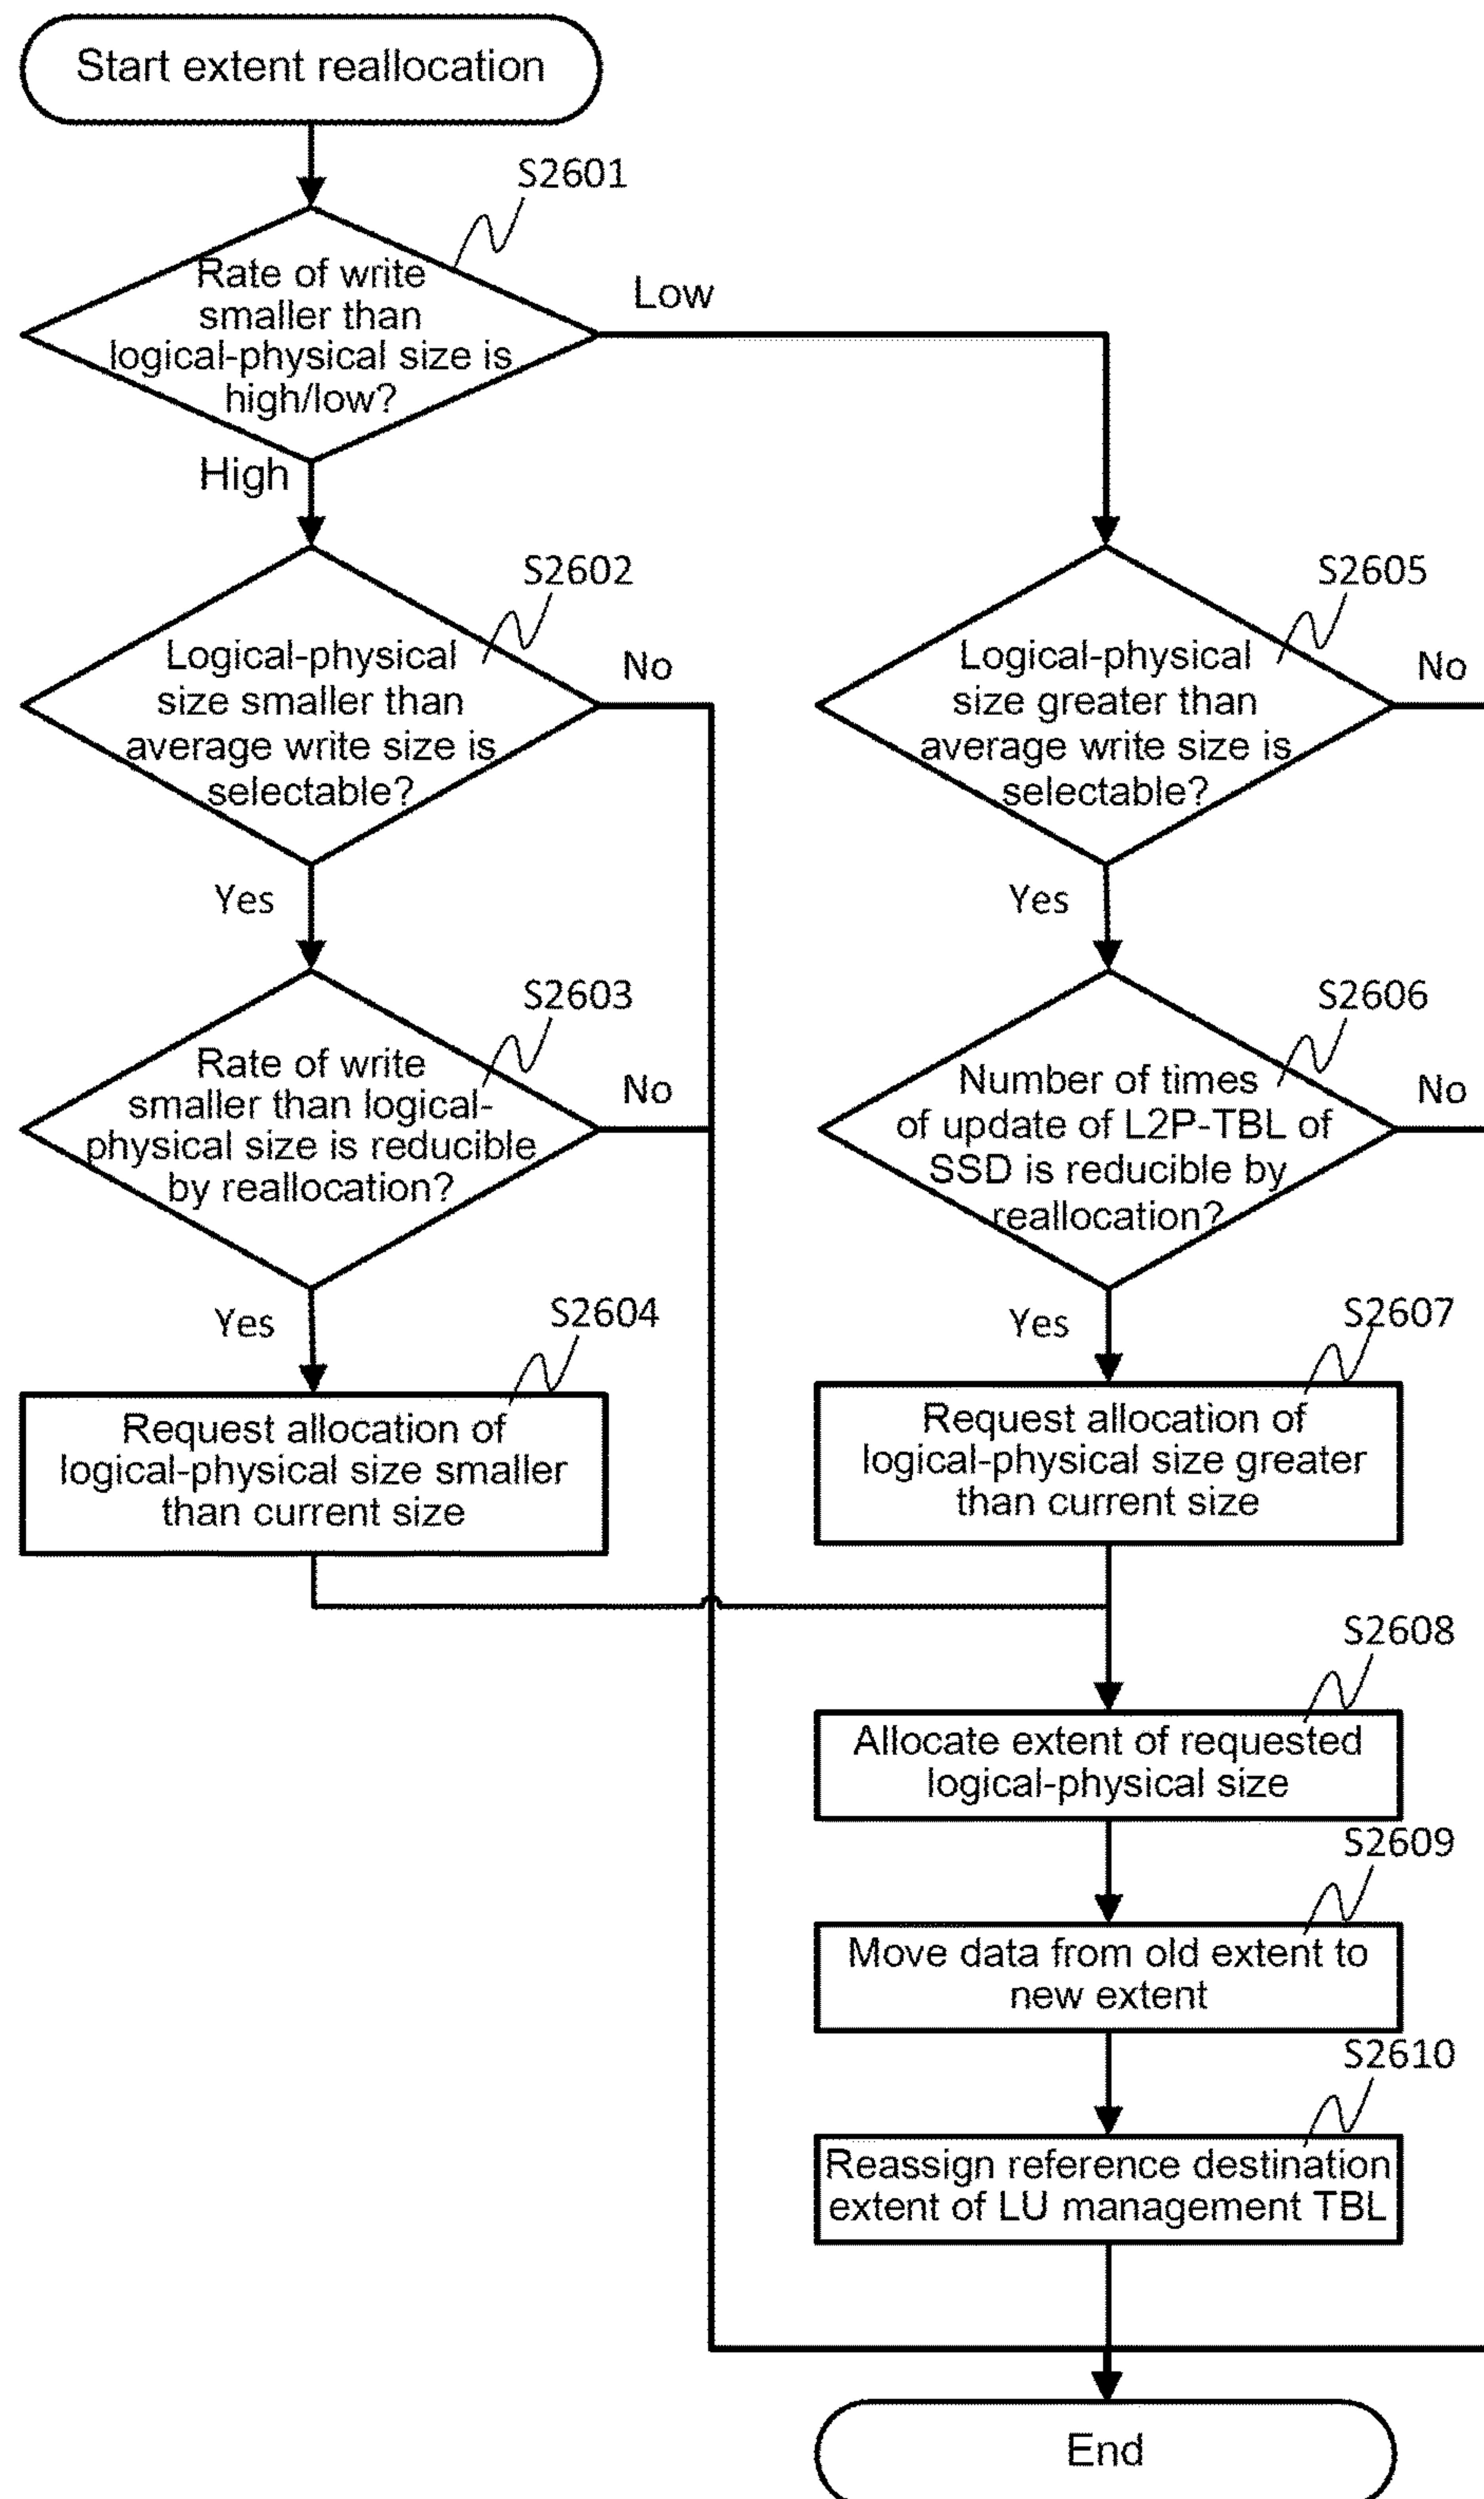 Start extent reallocation
S2601
Rate of write
smaller than
logical-physical size is
high/low?
Low
High
S2602
Logical-physical
size smaller than
average write size is
selectable?
No
Yes
S2605
Logical-physical
size greater than
average write size is
selectable?
No
Yes
S2603
Rate of write
smaller than logical-
physical size is reducible
by reallocation?
No
Yes
S2606
Number of times
of update of L2P-TBL of
SSD is reducible by
reallocation?
No
Yes
S2604
Request allocation of
logical-physical size smaller
than current size
S2607
Request allocation of
logical-physical size greater
than current size
S2608
Allocate extent of requested
logical-physical size
S2609
Move data from old extent to
new extent
S2610
Reassign reference destination
extent of LU management TBL
End